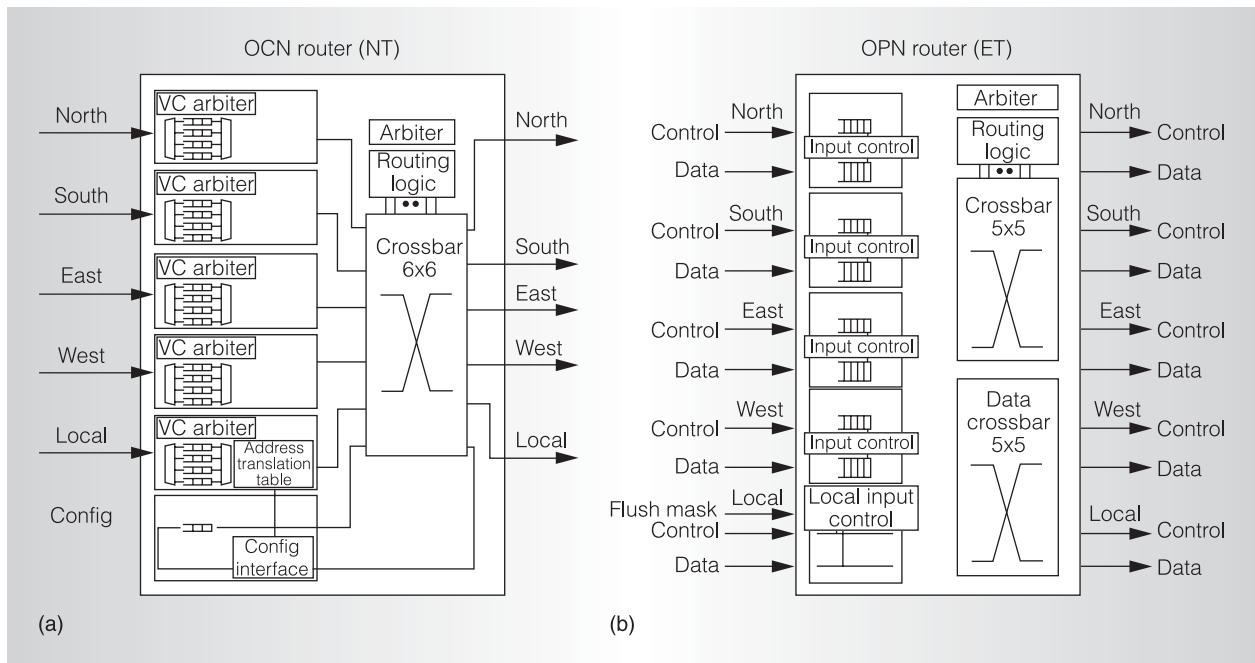 OCN router (NT)
North
South
East
West
Local
Config
VC arbiter
VC arbiter
VC arbiter
VC arbiter
VC arbiter
Address
translation
table
Config
interface
Arbiter
Routing
logic
Crossbar
6x6
North
South
East
West
Local
(a)
OPN router (ET)
North
Control
Data
South
Control
Data
East
Control
Data
West
Control
Data
Local
Flush mask
Control
Data
Input control
Input control
Input control
Input control
Local input
control
Arbiter
Routing
logic
Crossbar
5x5
Data
crossbar
5x5
North
Control
Data
South
Control
Data
East
Control
Data
West
Control
Data
Local
Control
Data
(b)